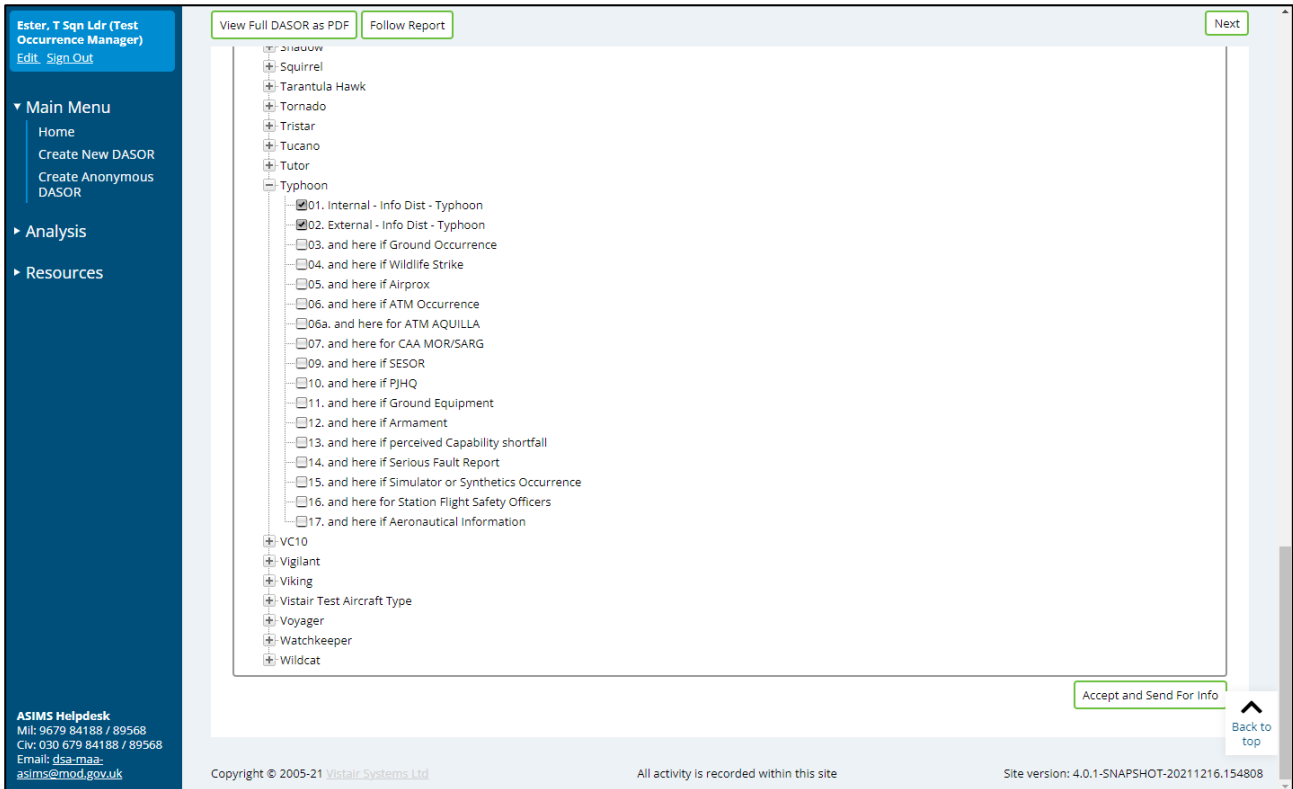 Ester, T Sqn Ldr (Test
Occurrence Manager)
Edit Sign Out
Main Menu
Home
Create New DASOR
Create Anonymous
DASOR
Analysis
Resources
ASIMS Helpdesk
Mil: 9679 84188 / 89568
Civ: 030 679 84188 / 89568
Email: dsa-maa-
asims@mod.gov.uk
View Full DASOR as PDF Follow Report Next
Shadow
Squirrel
Tarantula Hawk
Tornado
Tristar
Tucano
Tutor
Typhoon
01. Internal - Info Dist - Typhoon
02. External - Info Dist - Typhoon
03. and here if Ground Occurrence
04. and here if Wildlife Strike
05. and here if Airprox
06. and here if ATM Occurrence
06a. and here for ATM AQUILLA
07. and here for CAA MOR/SARG
09. and here if SESOR
10. and here if PJHQ
11. and here if Ground Equipment
12. and here if Armament
13. and here if perceived Capability shortfall
14. and here if Serious Fault Report
15. and here if Simulator or Synthetics Occurrence
16. and here for Station Flight Safety Officers
17. and here if Aeronautical Information
VC10
Vigilant
Viking
Vistair Test Aircraft Type
Voyager
Watchkeeper
Wildcat
Accept and Send For Info
Back to
top
Copyright © 2005-21 Vistair Systems Ltd All activity is recorded within this site Site version: 4.0.1-SNAPSHOT-20211216.154808